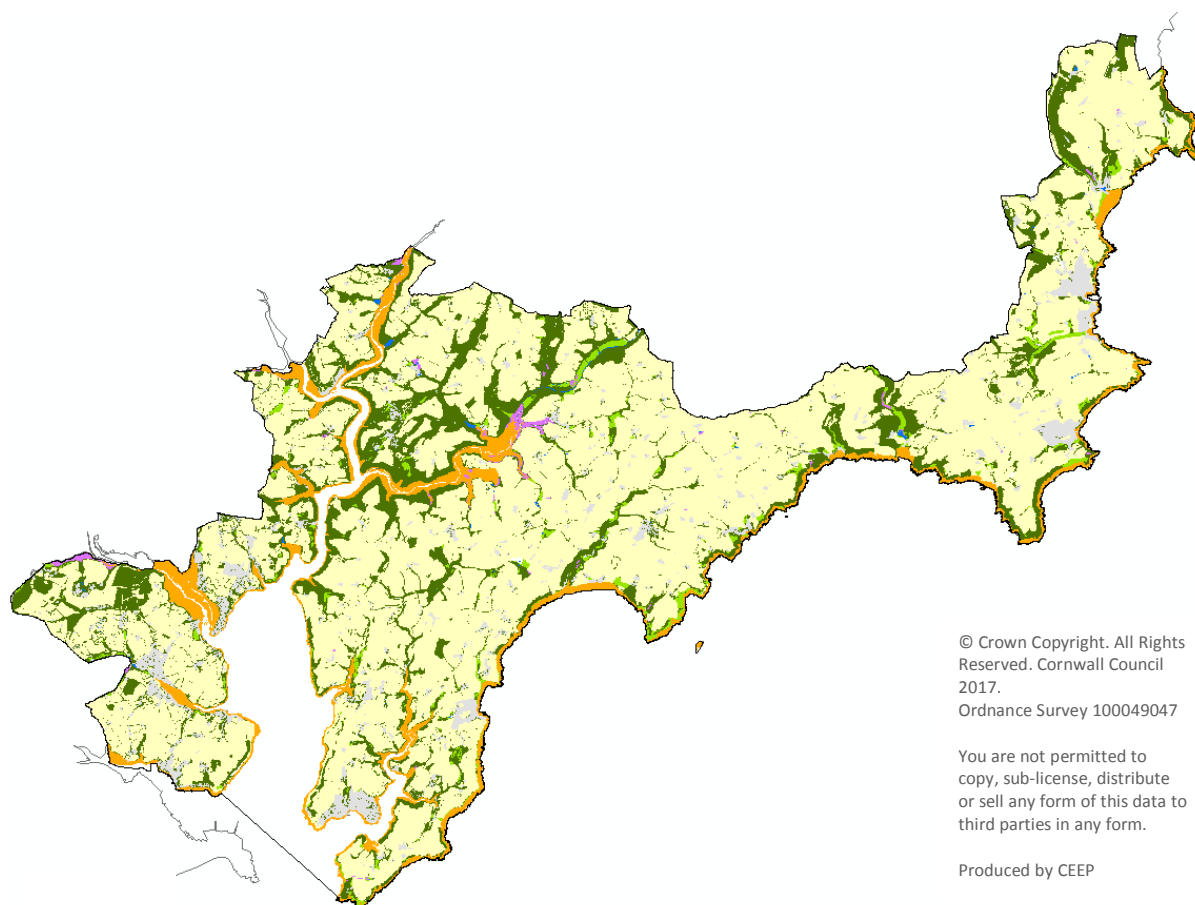 © Crown Copyright. All Rights
Reserved. Cornwall Council
2017.
Ordnance Survey 100049047
You are not permitted to
copy, sub-license, distribute
or sell any form of this data to
third parties in any form.
Produced by CEEP